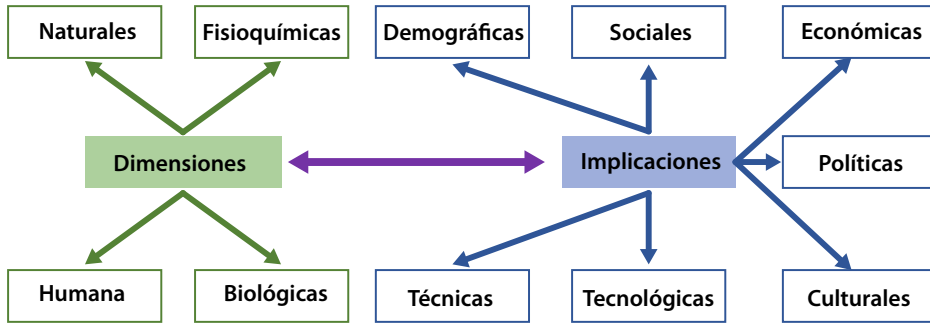 Naturales
Fisioquímicas
Demográficas
Sociales
Económicas
Dimensiones
Implicaciones
Políticas
Humana
Biológicas
Técnicas
Tecnológicas
Culturales